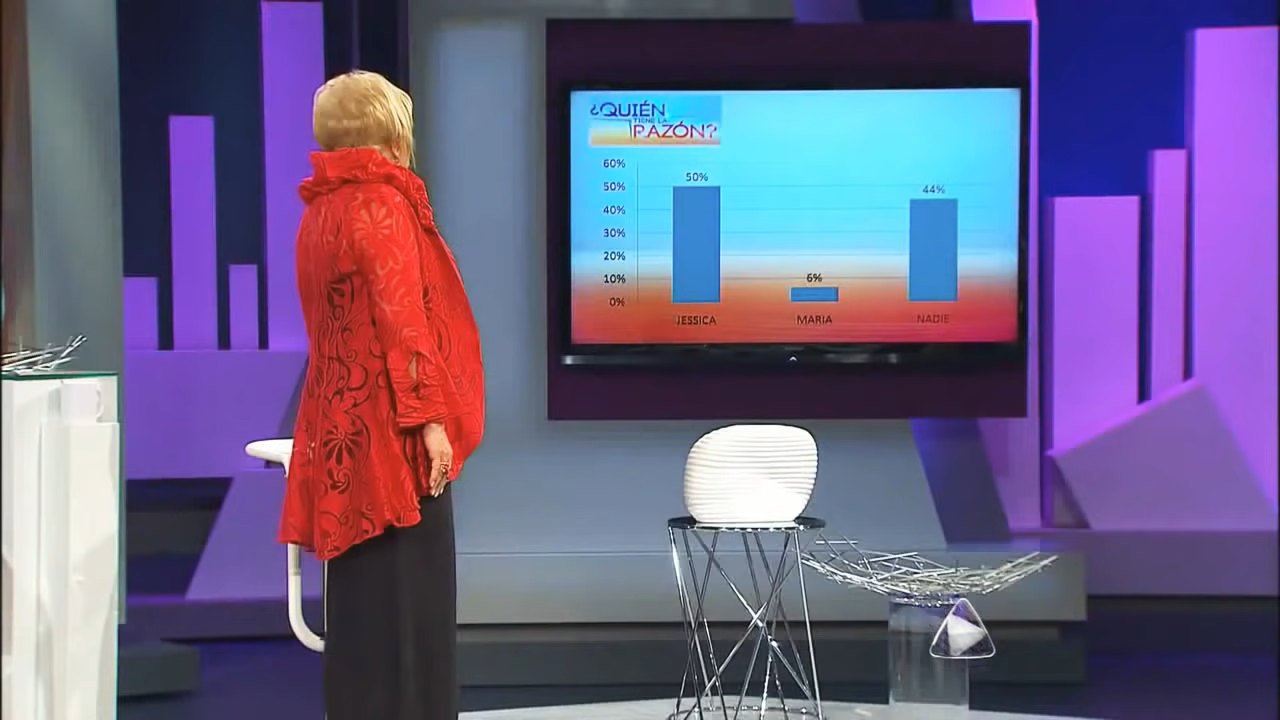 ¿QUIÉN
TIENE LA
RAZÓN?
60%
50%
40%
30%
20%
10%
0%
50%
6%
44%
JESSICA
MARIA
NADIE